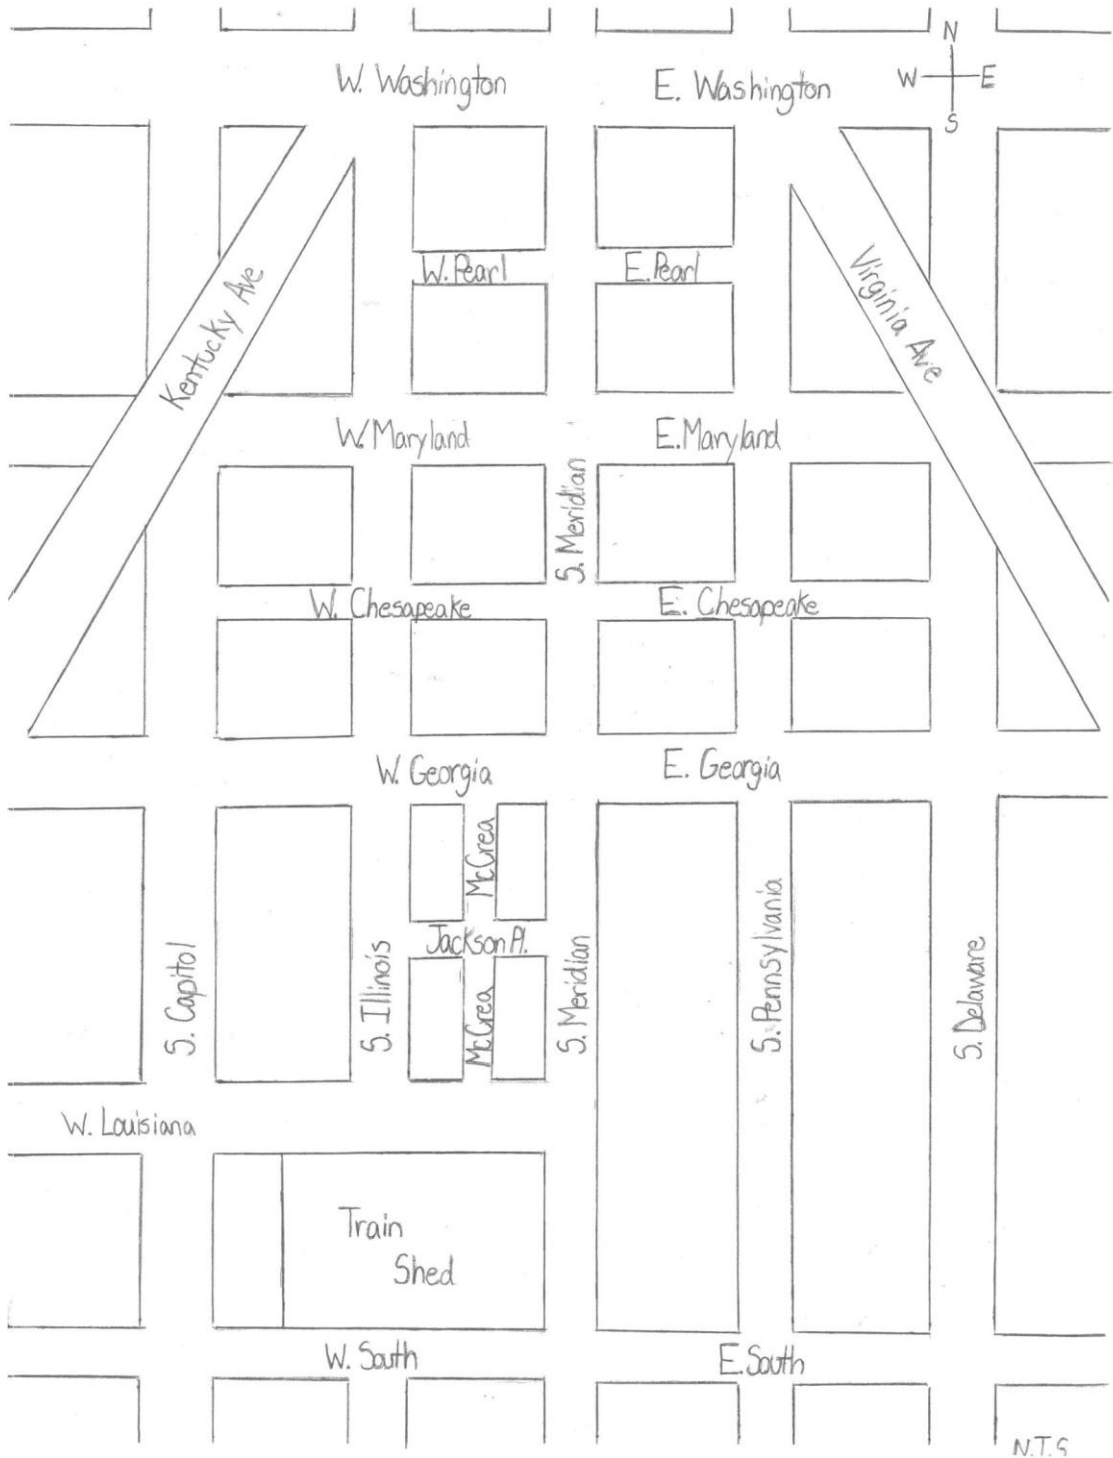 N
W. Washington
E. Washington
W E
S
W. Pearl
E. Pearl
Kentucky Ave
Virginia Ave
W. Maryland
E. Maryland
S. Meridian
W. Chesapeake
E. Chesapeake
W. Georgia
E. Georgia
McCrea
Jackson Pl.
S. Capitol
S. Illinois
McCrea
S. Meridian
S. Pennsylvania
S. Delaware
W. Louisiana
Train
Shed
W. South
E. South
N.T.S